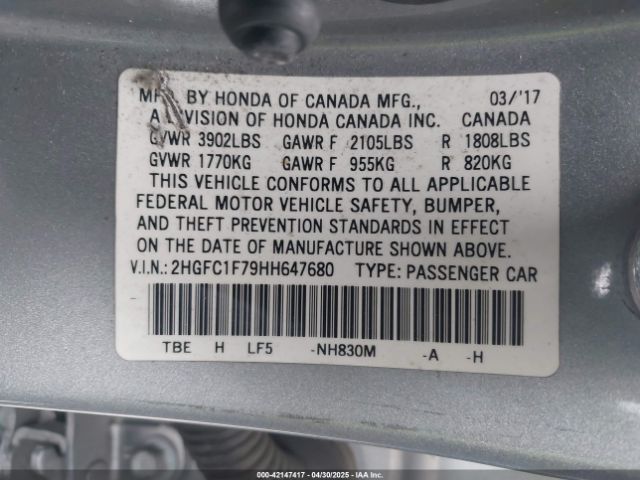 MFD. BY HONDA OF CANADA MFG., 03/'17
A DIVISION OF HONDA CANADA INC. CANADA
GVWR 3902LBS GAWR F 2105LBS R 1808LBS
GVWR 1770KG GAWR F 955KG R 820KG
THIS VEHICLE CONFORMS TO ALL APPLICABLE
FEDERAL MOTOR VEHICLE SAFETY, BUMPER,
AND THEFT PREVENTION STANDARDS IN EFFECT
ON THE DATE OF MANUFACTURE SHOWN ABOVE.
V.I.N.: 2HGFC1F79HH647680 TYPE: PASSENGER CAR
TBE H LF5 -NH830M -A -H
000-42147417 | 04/30/2025 | IAA Inc.